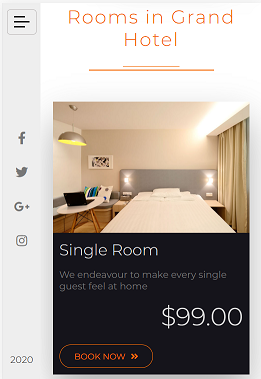 Rooms in Grand
Hotel
Single Room
We endeavour to make every single
guest feel at home
$99.00
BOOK NOW »
2020